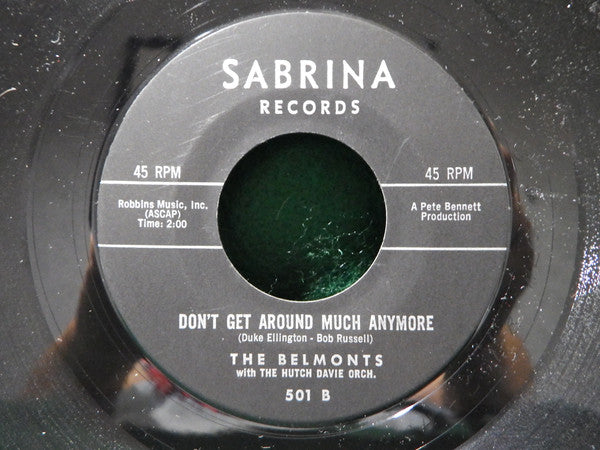 SABRINA
RECORDS
45 RPM
45 RPM
Robbins Music, Inc.
(ASCAP)
Time: 2:00
A Pete Bennett
Production
DON'T GET AROUND MUCH ANYMORE
(Duke Ellington - Bob Russell)
THE BELMONTS
with THE HUTCH DAVIE ORCH.
501 B